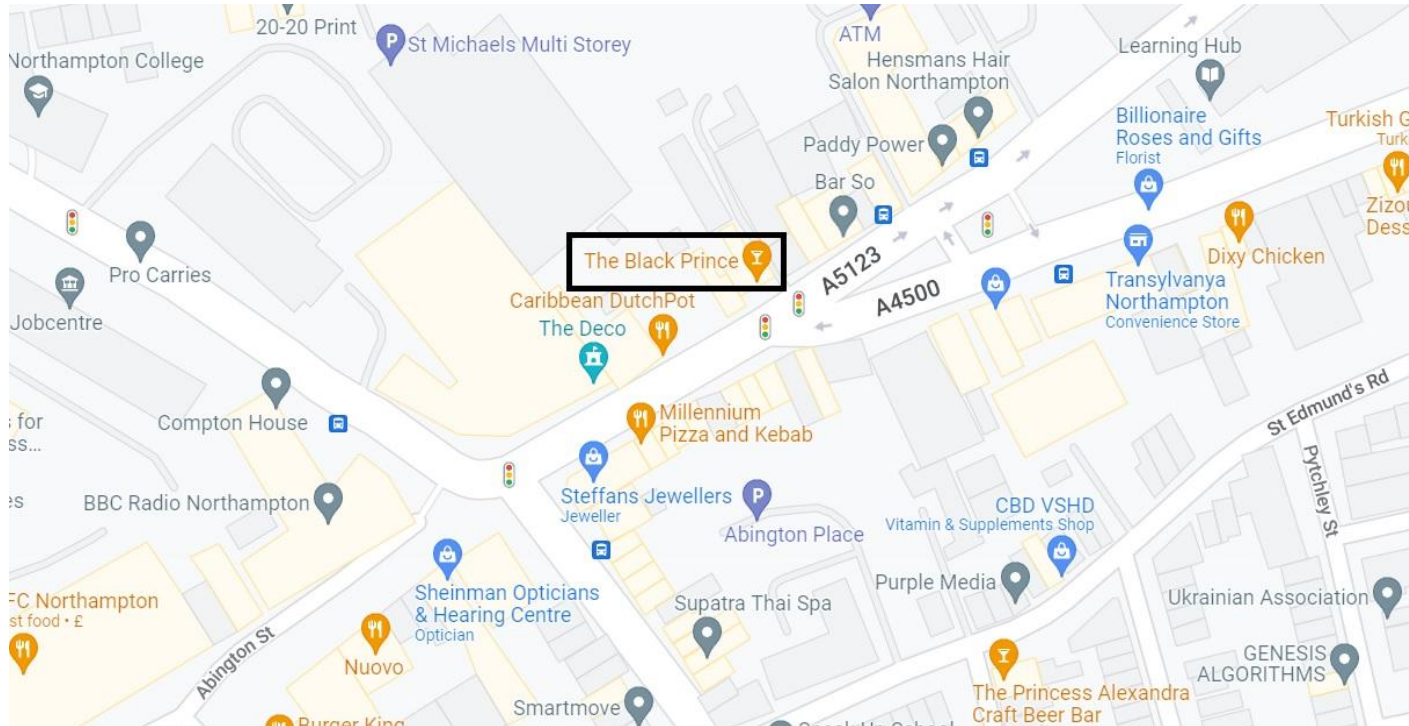 20-20 Print
St Michaels Multi Storey
P
ATM
Hensmans Hair
Salon Northampton
Learning Hub
Northampton College
Billionaire
Roses and Gifts
Florist
Turkish G
Turk
Paddy Power
Bar So
Zizou
Dess
Pro Carries
The Black Prince
A5123
A4500
Dixy Chicken
Transylvanya
Northampton
Convenience Store
Jobcentre
Caribbean DutchPot
The Deco
St Edmund's Rd
Compton House
for
ss...
Millennium
Pizza and Kebab
Pytchley St
es
BBC Radio Northampton
Steffans Jewellers
Jeweller
P
Abington Place
CBD VSHD
Vitamin & Supplements Shop
Sheinman Opticians
& Hearing Centre
Optician
Purple Media
Ukrainian Association
FC Northampton
st food • £
Supatra Thai Spa
Abington St
Nuovo
GENESIS
ALGORITHMS
The Princess Alexandra
Craft Beer Bar
Smartmove
Burger King